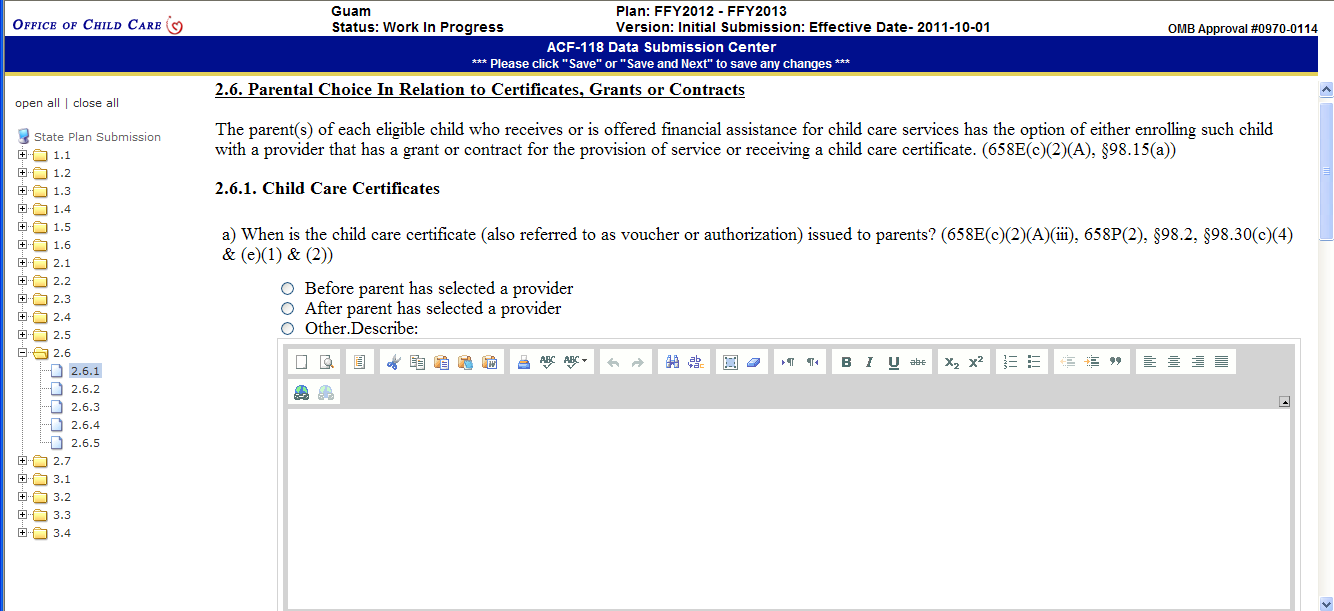 OFFICE OF CHILD CARE
Guam
Status: Work In Progress
Plan: FFY2012 - FFY2013
Version: Initial Submission: Effective Date- 2011-10-01
OMB Approval #0970-0114
ACF-118 Data Submission Center
*** Please click "Save" or "Save and Next" to save any changes ***
open all | close all
State Plan Submission
1.1
1.2
1.3
1.4
1.5
1.6
2.1
2.2
2.3
2.4
2.5
2.6
2.6.1
2.6.2
2.6.3
2.6.4
2.6.5
2.7
3.1
3.2
3.3
3.4
2.6. Parental Choice In Relation to Certificates, Grants or Contracts
The parent(s) of each eligible child who receives or is offered financial assistance for child care services has the option of either enrolling such child
with a provider that has a grant or contract for the provision of service or receiving a child care certificate. (658E(c)(2)(A), §98.15(a))
2.6.1. Child Care Certificates
a) When is the child care certificate (also referred to as voucher or authorization) issued to parents? (658E(c)(2)(A)(iii), 658P(2), §98.2, §98.30(c)(4)
& (e)(1) & (2))
Before parent has selected a provider
After parent has selected a provider
Other.Describe:
ABC ABC B I U abc X2 X2